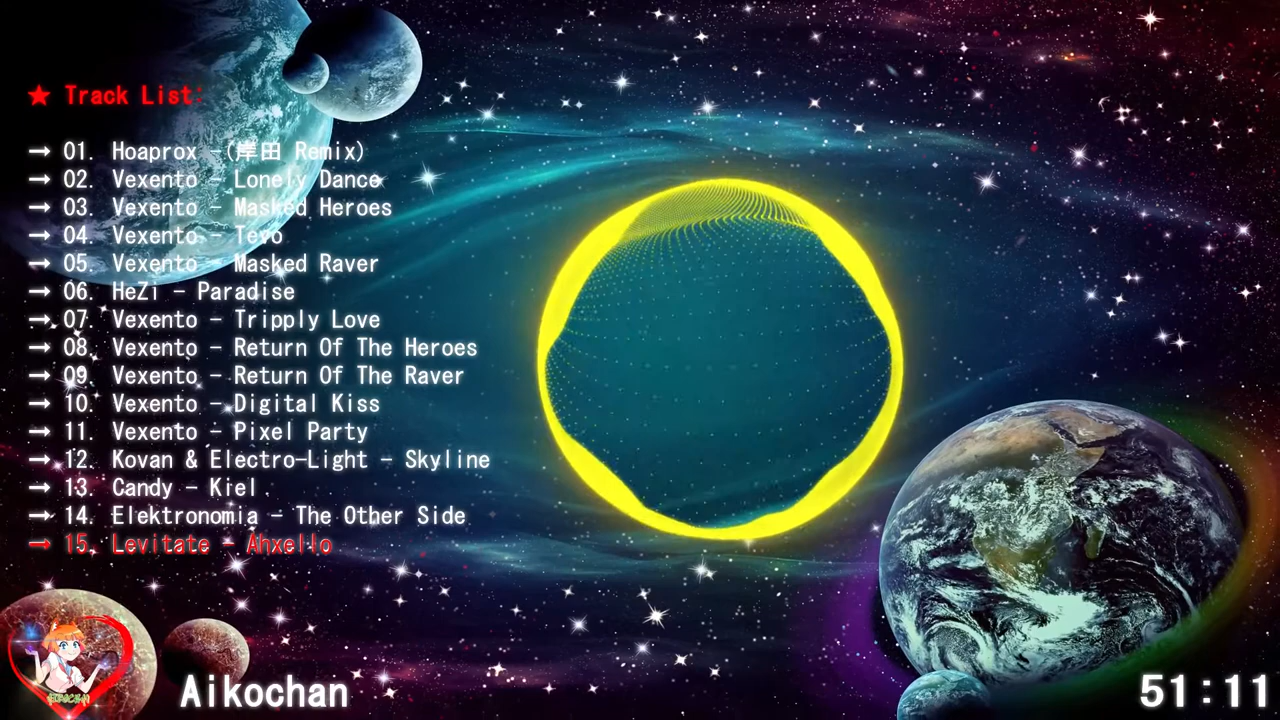 ★ Track List:
→ 01. Hoaprox -(岸田 Remix)
→ 02. Vexento - Lonely Dance
→ 03. Vexento - Masked Heroes
→ 04. Vexento - Tevo
→ 05. Vexento - Masked Raver
→ 06. HeZi - Paradise
→ 07. Vexento - Tripply Love
→ 08. Vexento - Return Of The Heroes
→ 09. Vexento - Return Of The Raver
→ 10. Vexento - Digital Kiss
→ 11. Vexento - Pixel Party
→ 12. Kovan & Electro-Light - Skyline
→ 13. Candy - Kiel
→ 14. Elektronomia - The Other Side
→ 15. Levitate - Ahxello
AIKOCHAN
Aikochan
51:11